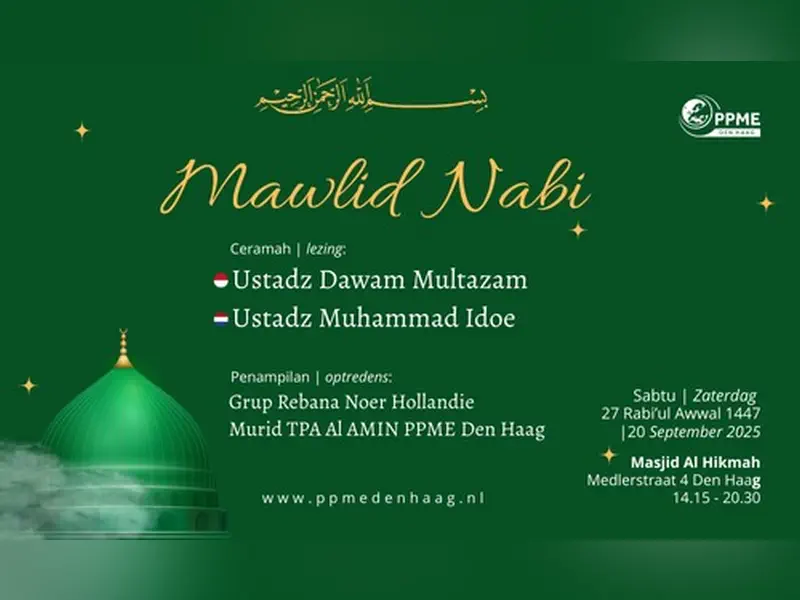 بِسْمِ اللَّهِ الرَّحْمَٰنِ الرَّحِيمِ
PPME
DEN HAAG
Mawlid Nabi
Ceramah | lezing:
Ustadz Dawam Multazam
Ustadz Muhammad Idoe
Penampilan | optredens:
Grup Rebana Noer Hollandie
Murid TPA Al AMIN PPME Den Haag
Sabtu | Zaterdag
27 Rabi’ul Awwal 1447
|20 September 2025
Masjid Al Hikmah
Medlerstraat 4 Den Haag
14.15 - 20.30
www.ppmedenhaag.nl